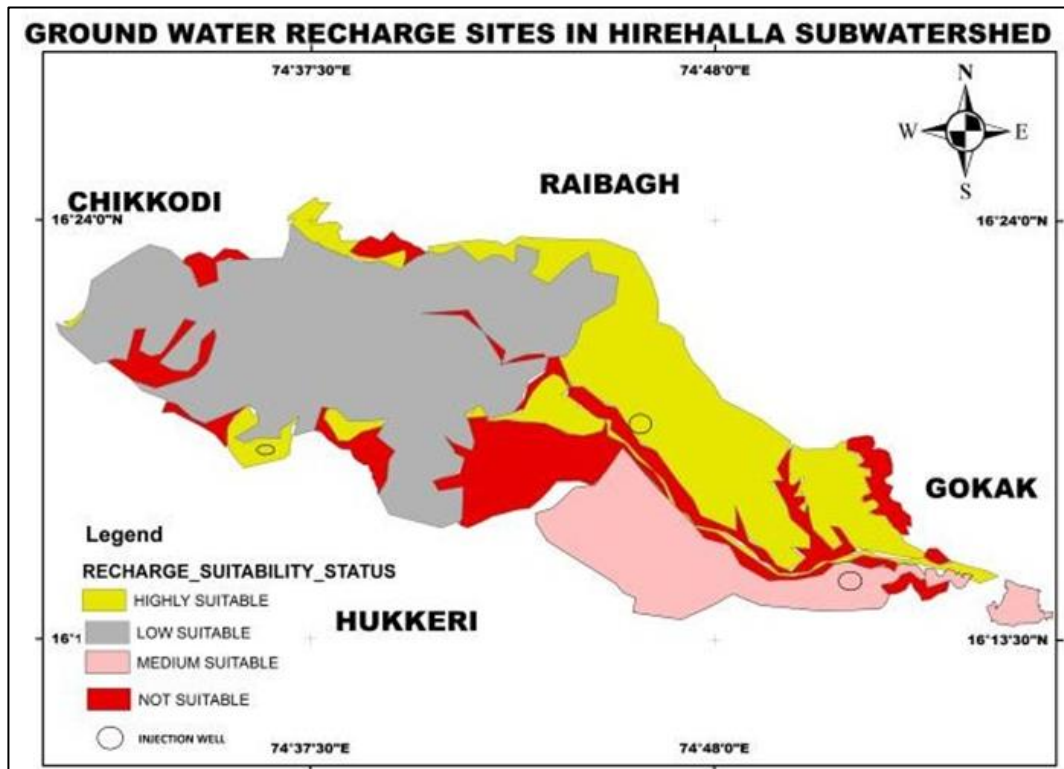 GROUND WATER RECHARGE SITES IN HIREHALLA SUBWATERSHED
74°37'30"E 74°48'0"E
N
W E
S
RAIBAGH
CHIKKODI
16°24'0"N 16°24'0"N
GOKAK
Legend
RECHARGE_SUITABILITY_STATUS
HIGHLY SUITABLE
HUKKERI
LOW SUITABLE
16°1 16°13'30"N
MEDIUM SUITABLE
NOT SUITABLE
INJECTION WELL
74°37'30"E 74°48'0"E